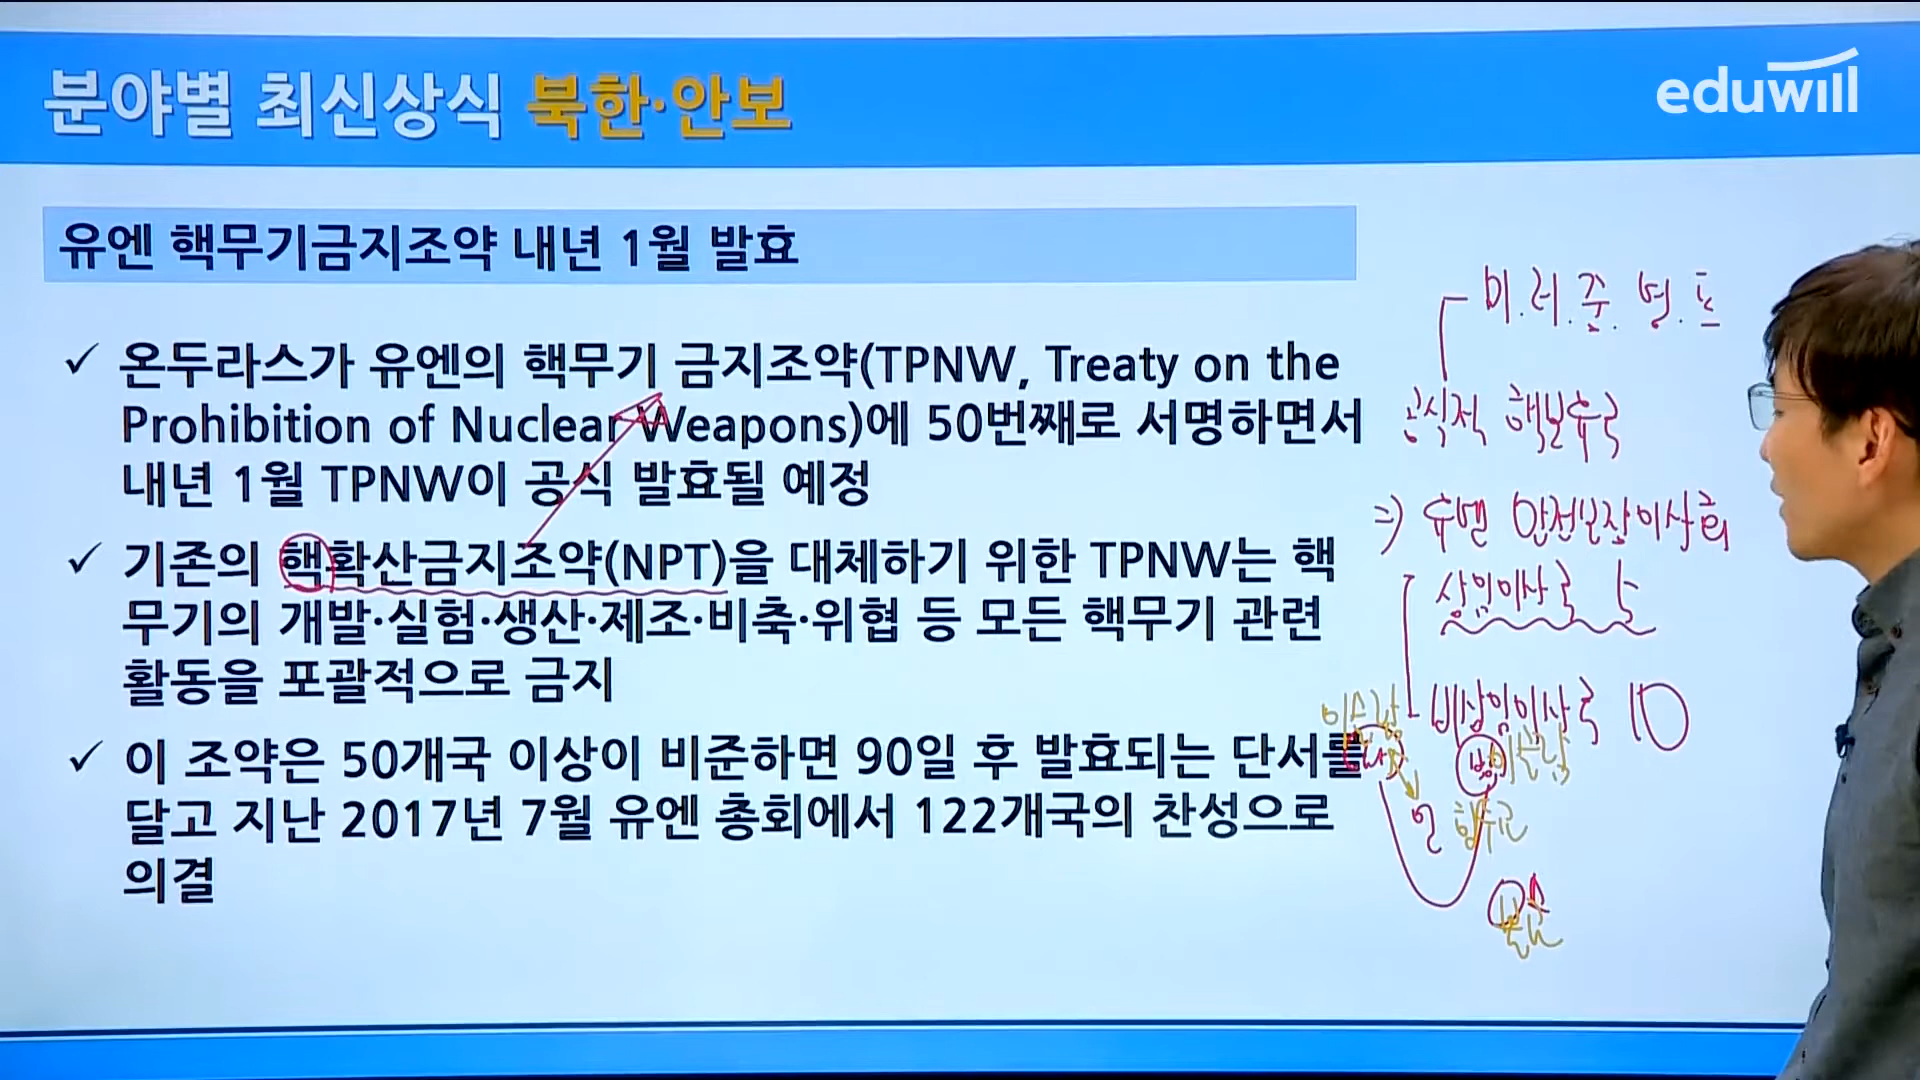 분야별 최신상식 북한·안보
eduwill
유엔 핵무기금지조약 내년 1월 발효
✓ 온두라스가 유엔의 핵무기 금지조약(TPNW, Treaty on the
Prohibition of Nuclear Weapons)에 50번째로 서명하면서
내년 1월 TPNW이 공식 발효될 예정
✓ 기존의 핵확산금지조약(NPT)을 대체하기 위한 TPNW는 핵
무기의 개발·실험·생산·제조·비축·위협 등 모든 핵무기 관련
활동을 포괄적으로 금지
✓ 이 조약은 50개국 이상이 비준하면 90일 후 발효되는 단서를
달고 지난 2017년 7월 유엔 총회에서 122개국의 찬성으로
의결
미.러.중.영.프
공식적 핵보유국
⇒ 유엔 안전보장이사회
상임이사국 5
비상임이사국 10
인